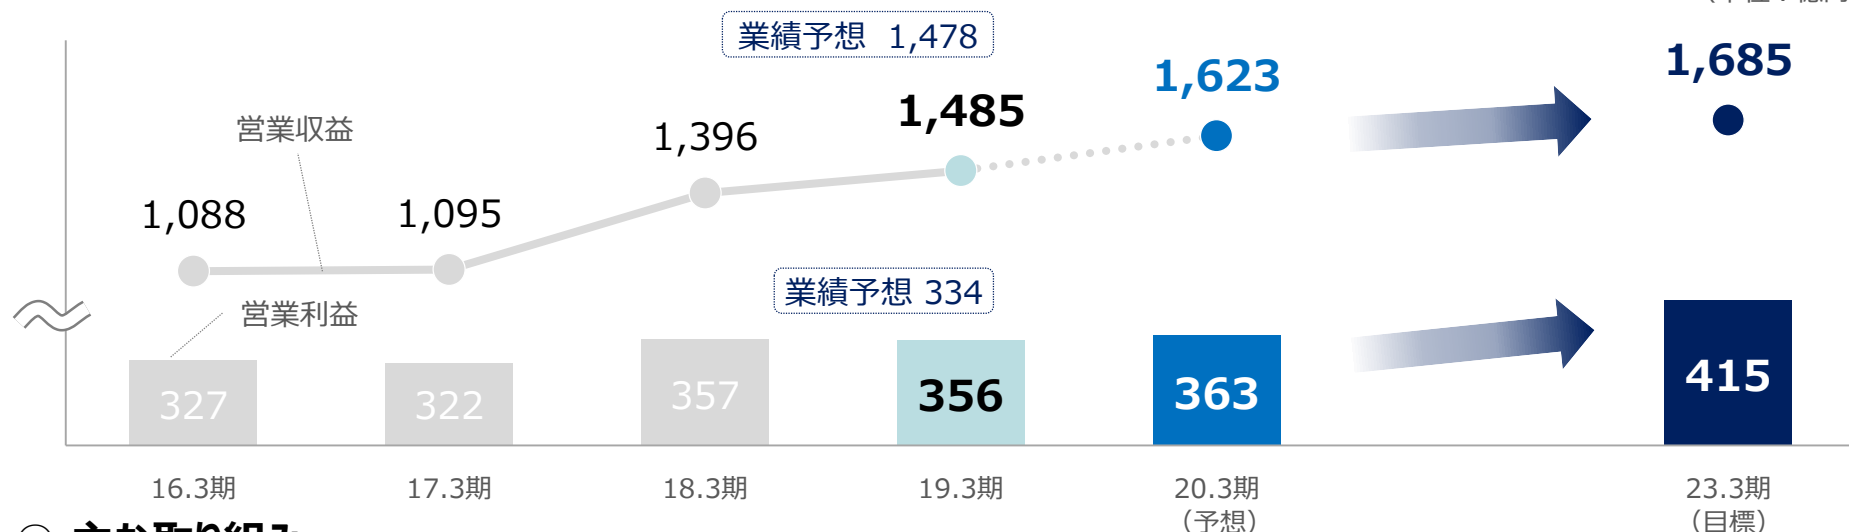 業績予想 1,478
1,088
1,095
1,396
1,485
1,623
1,685
営業収益
業績予想 334
営業利益
327
322
357
356
363
415
16.3期
17.3期
18.3期
19.3期
20.3期
（予想）
23.3期
（目標）